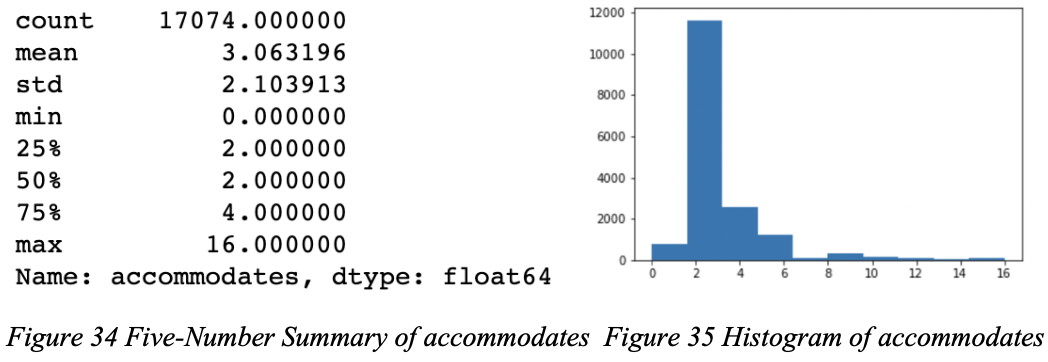 count 17074.000000
mean 3.063196
std 2.103913
min 0.000000
25% 2.000000
50% 2.000000
75% 4.000000
max 16.000000
Name: accommodates, dtype: float64
12000
10000
8000
6000
4000
2000
0
0 2 4 6 8 10 12 14 16
Figure 34 Five-Number Summary of accommodates
Figure 35 Histogram of accommodates